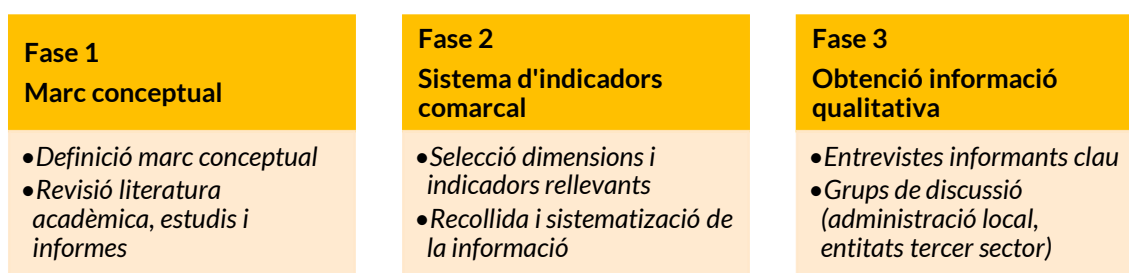 Fase 1
Marc conceptual
•Definició marc conceptual
•Revisió literatura
acadèmica, estudis i
informes
Fase 2
Sistema d'indicadors
comarcal
•Selecció dimensions i
indicadors rellevants
•Recollida i sistematizació de
la informació
Fase 3
Obtenció informació
qualitativa
•Entrevistes informants clau
•Grups de discussió
(administració local,
entitats tercer sector)